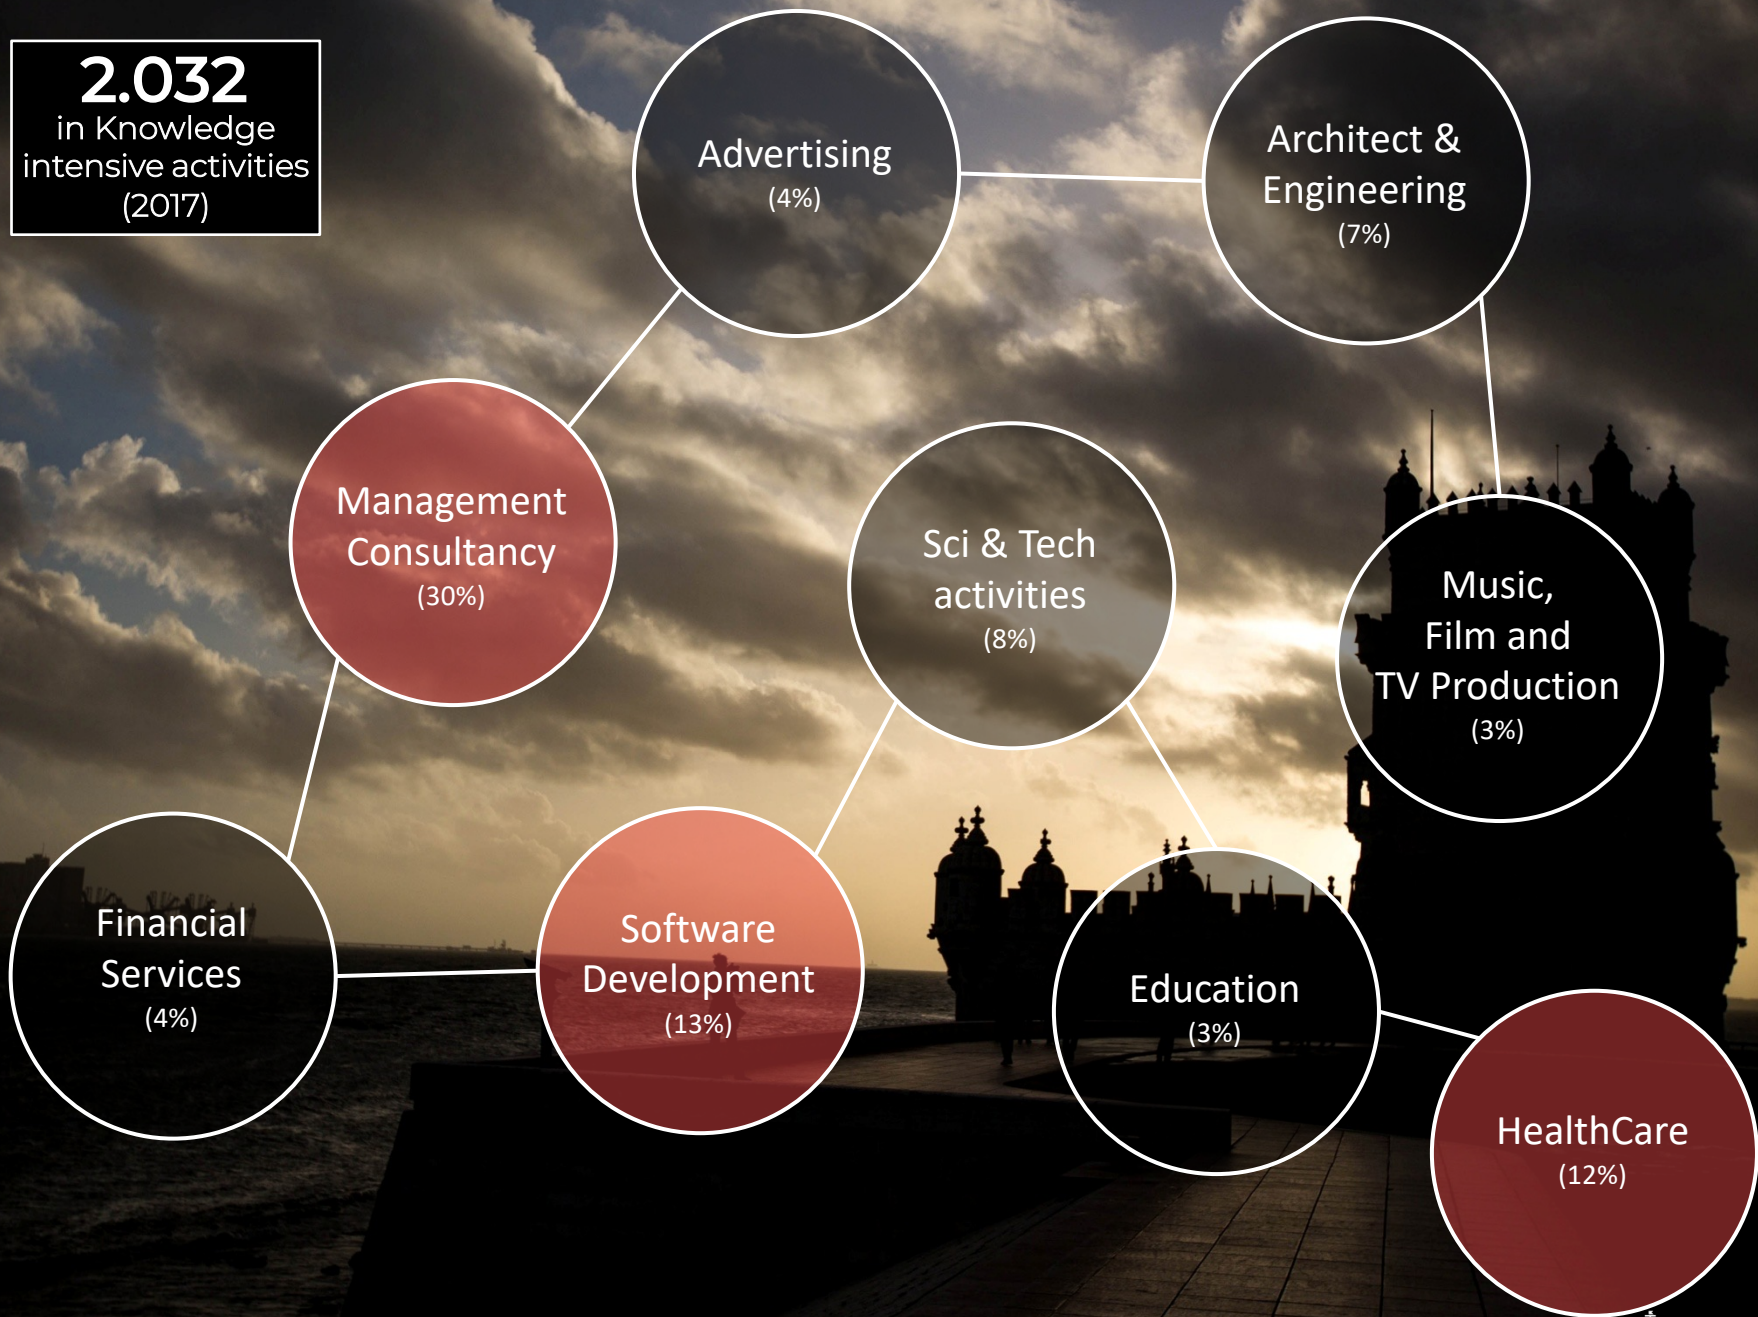 2.032
in Knowledge
intensive activities
(2017)
Advertising
(4%)
Architect &
Engineering
(7%)
Management
Consultancy
(30%)
Sci & Tech
activities
(8%)
Music,
Film and
TV Production
(3%)
Financial
Services
(4%)
Software
Development
(13%)
Education
(3%)
HealthCare
(12%)